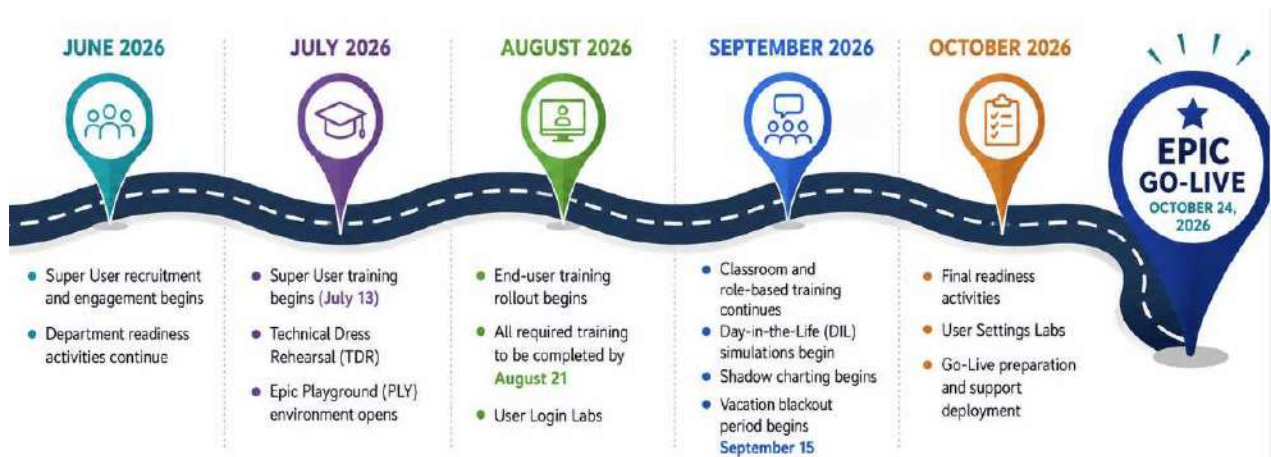 JUNE 2026
Super User recruitment
and engagement begins
Department readiness
activities continue
JULY 2026
Super User training
begins (July 13)
Technical Dress
Rehearsal (TDR)
Epic Playground (PLY)
environment opens
AUGUST 2026
End-user training
rollout begins
All required training
to be completed by
August 21
User Login Labs
SEPTEMBER 2026
Classroom and
role-based training
continues
Day-in-the-Life (DIL)
simulations begin
Shadow charting begins
Vacation blackout
period begins
September 15
OCTOBER 2026
Final readiness
activities
User Settings Labs
Go-Live preparation
and support
deployment
EPIC
GO-LIVE
OCTOBER 24,
2026